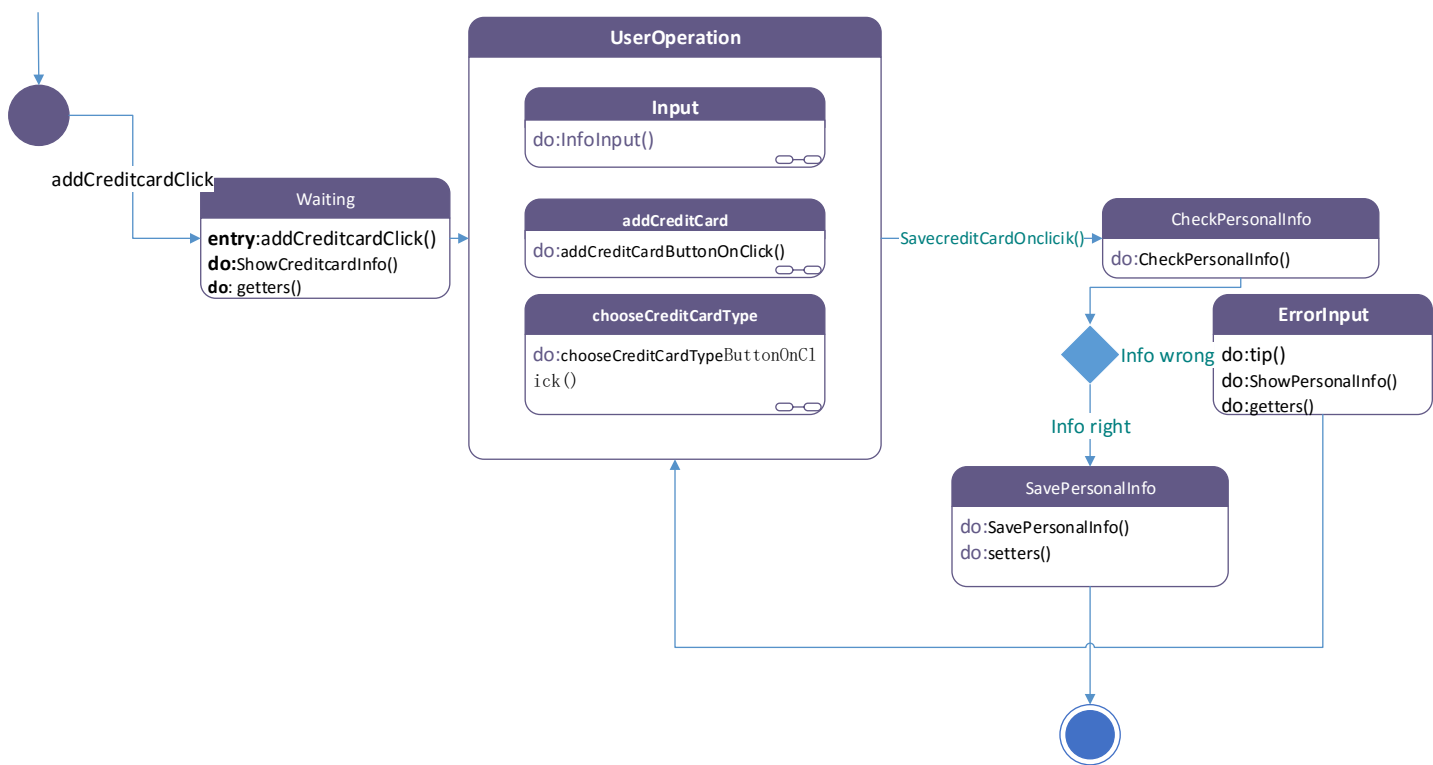 addCreditcardClick
Waiting
entry:addCreditcardClick()
do:ShowCreditcardInfo()
do: getters()
UserOperation
Input
do:InfoInput()
addCreditCard
do:addCreditCardButtonOnClick()
chooseCreditCardType
do:chooseCreditCardTypeButtonOnCl
ick()
SavecreditCardOnclicik()
CheckPersonalInfo
do:CheckPersonalInfo()
Info wrong
ErrorInput
do:tip()
do:ShowPersonalInfo()
do:getters()
Info right
SavePersonalInfo
do:SavePersonalInfo()
do:setters()